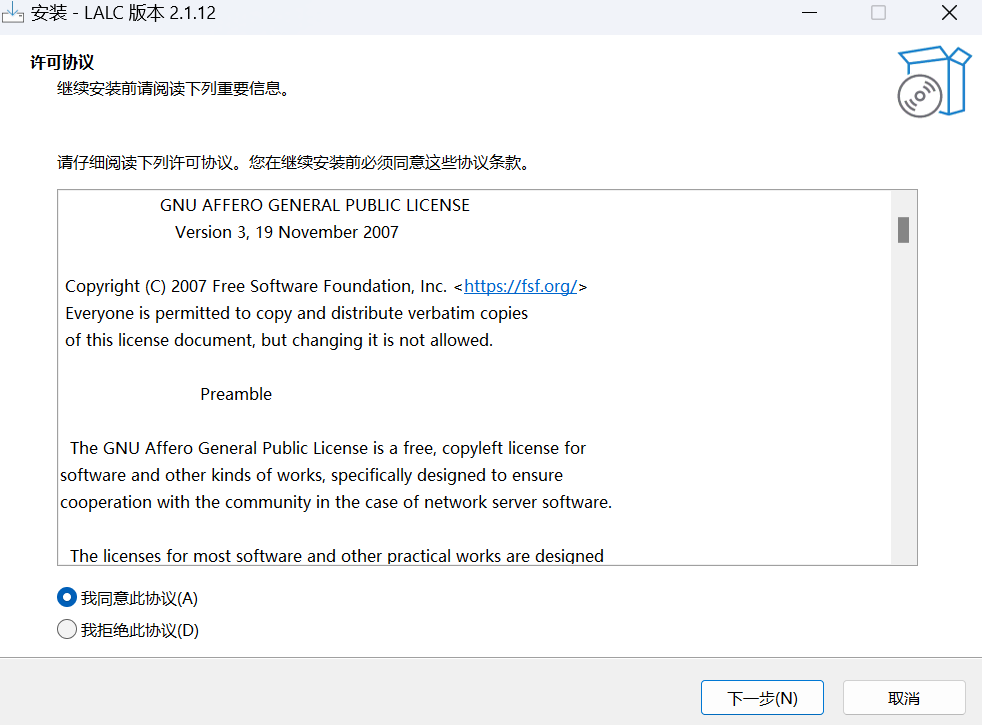 安装 - LALC 版本 2.1.12
许可协议
继续安装前请阅读下列重要信息。
请仔细阅读下列许可协议。您在继续安装前必须同意这些协议条款。
GNU AFFERO GENERAL PUBLIC LICENSE
Version 3, 19 November 2007
Copyright (C) 2007 Free Software Foundation, Inc. <https://fsf.org/>
Everyone is permitted to copy and distribute verbatim copies
of this license document, but changing it is not allowed.
Preamble
The GNU Affero General Public License is a free, copyleft license for
software and other kinds of works, specifically designed to ensure
cooperation with the community in the case of network server software.
The licenses for most software and other practical works are designed
我同意此协议(A)
我拒绝此协议(D)
下一步(N)
取消